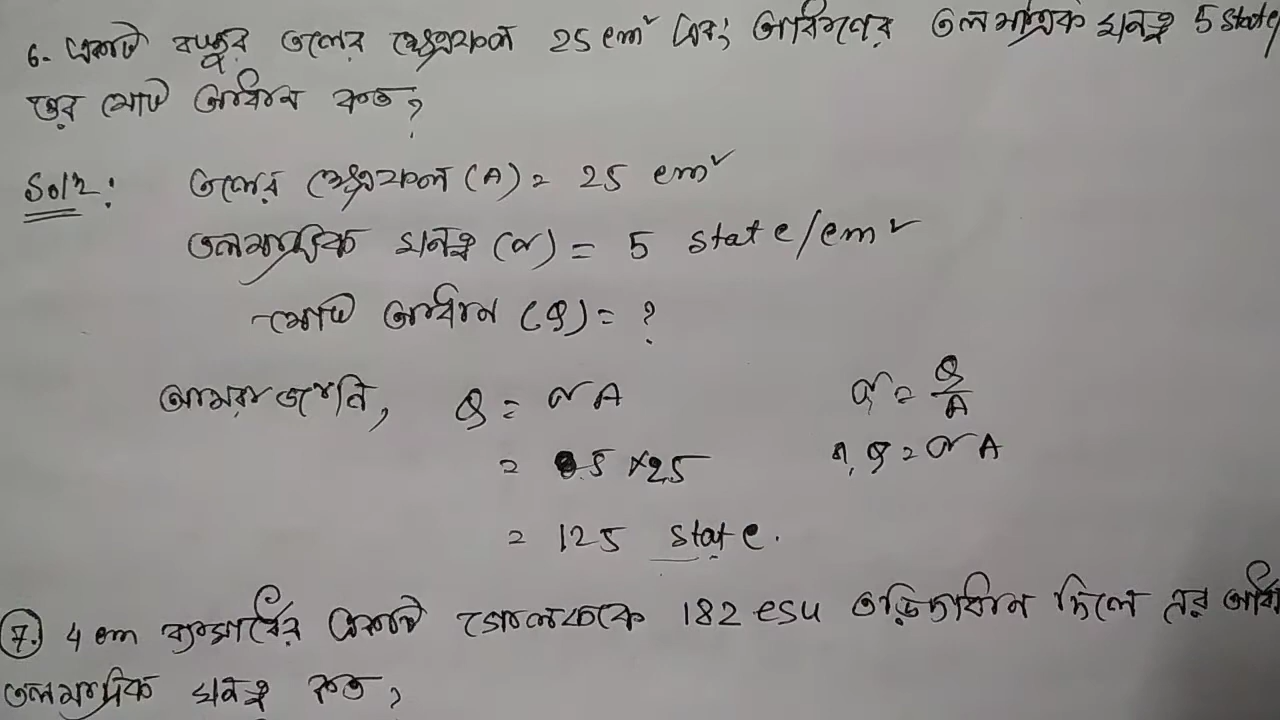 6. একটি বস্তুর তলের ক্ষেত্রফল 25 cm² এবং আধানের তলমাত্রিক ঘনত্ব 5 state/
তার মোট আধান কত?
Solⁿ: তলের ক্ষেত্রফল (A) = 25 cm²
তলমাত্রিক ঘনত্ব (σ) = 5 state/cm²
মোট আধান (Q) = ?
আমরা জানি, Q = σA σ = Q/A
= 5 × 25 বা, Q = σA
= 125 state.
7. 4 cm ব্যাসার্ধের একটি গোলককে 182 esu তড়িতাধান দিলে তার আধা
তলমাত্রিক ঘনত্ব কত?